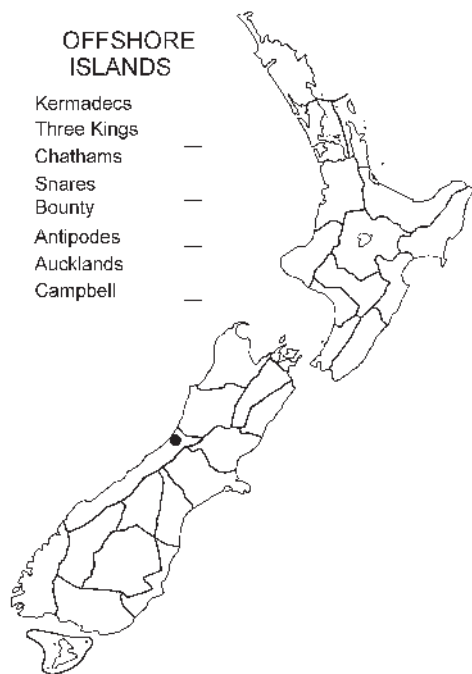 OFFSHORE
ISLANDS
Kermadecs
Three Kings
Chathams
Snares
Bounty
Antipodes
Aucklands
Campbell